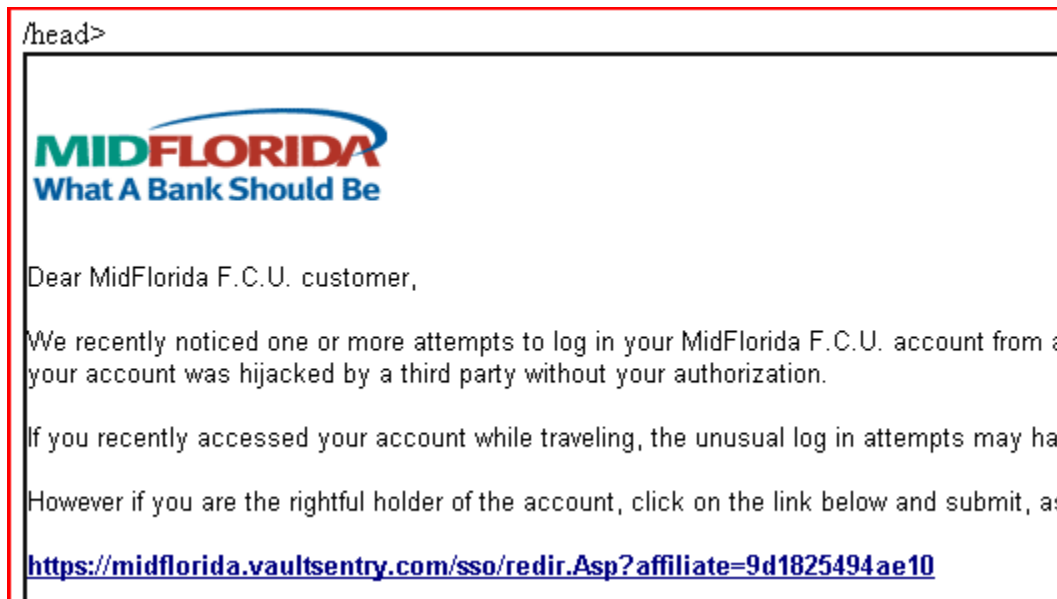 /head>
MIDFLORIDA
What A Bank Should Be
Dear MidFlorida F.C.U. customer,
We recently noticed one or more attempts to log in your MidFlorida F.C.U. account from
your account was hijacked by a third party without your authorization.
If you recently accessed your account while traveling, the unusual log in attempts may ha
However if you are the rightful holder of the account, click on the link below and submit, as
https://midflorida.vaultsentry.com/sso/redir.Asp?affiliate=9d1825494ae10